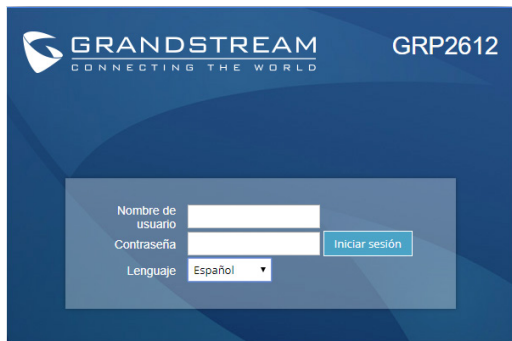 GRANDSTREAM
CONNECTING THE WORLD
GRP2612
Nombre de
usuario
Contraseña
Iniciar sesión
Lenguaje
Español